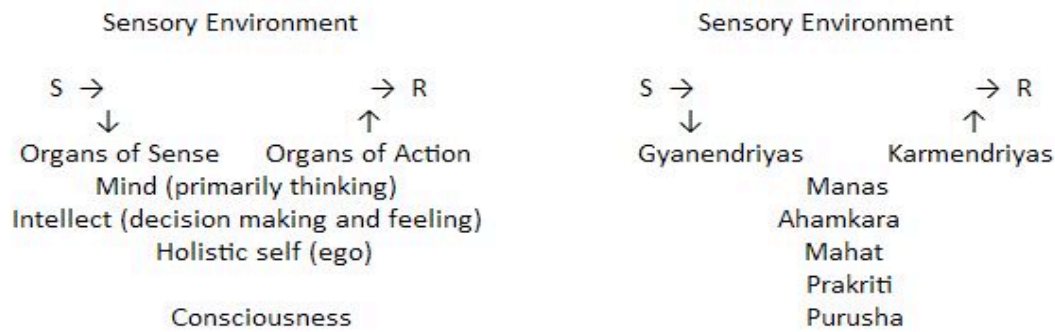 Sensory Environment
S → → R
↓ ↑
Organs of Sense Organs of Action
Mind (primarily thinking)
Intellect (decision making and feeling)
Holistic self (ego)
Consciousness
Sensory Environment
S → → R
↓ ↑
Gyanendriyas Karmendriyas
Manas
Ahamkara
Mahat
Prakriti
Purusha